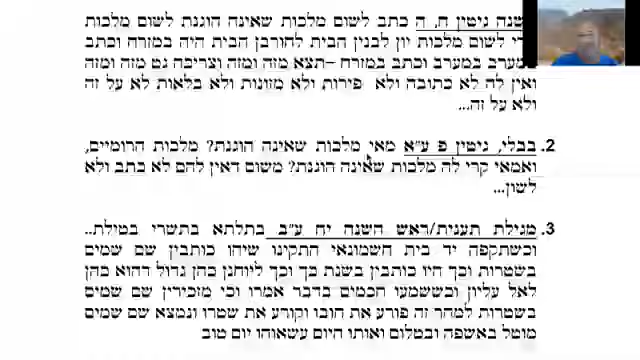 משנה גיטין ח, ה כתב לשום מלכות שאינה הוגנת לשום מלכות
לשום מלכות יון לבנין הבית לחורבן הבית היה במזרח וכתב
במערב במערב וכתב במזרח –תצא מזה ומזה וצריכה גט מזה ומזה
ואין לה לא כתובה ולא פירות ולא מזונות ולא בלאות לא על זה
ולא על זה...
2. בבלי, גיטין פ ע״א מאי מלכות שאינה הוגנת? מלכות הרומיים,
ואמאי קרי לה מלכות שאינה הוגנת? משום דאין להם לא כתב ולא
לשון...
3. מגילת תענית/ראש השנה יח ע״ב בתלתא בתשרי בטילת..
וכשתקפה יד בית חשמונאי התקינו שיהו כותבין שם שמים
בשטרות וכך היו כותבין בשנת כך וכך ליוחנן כהן גדול דהוא כהן
לאל עליון ובששמעו חכמים בדבר אמרו וכי מזכירין שם שמים
בשטרות למהר זה פורע את חובו וקורע את שטרו ונמצא שם שמים
מוטל באשפה ובטלום ואותו היום עשאוהו יום טוב